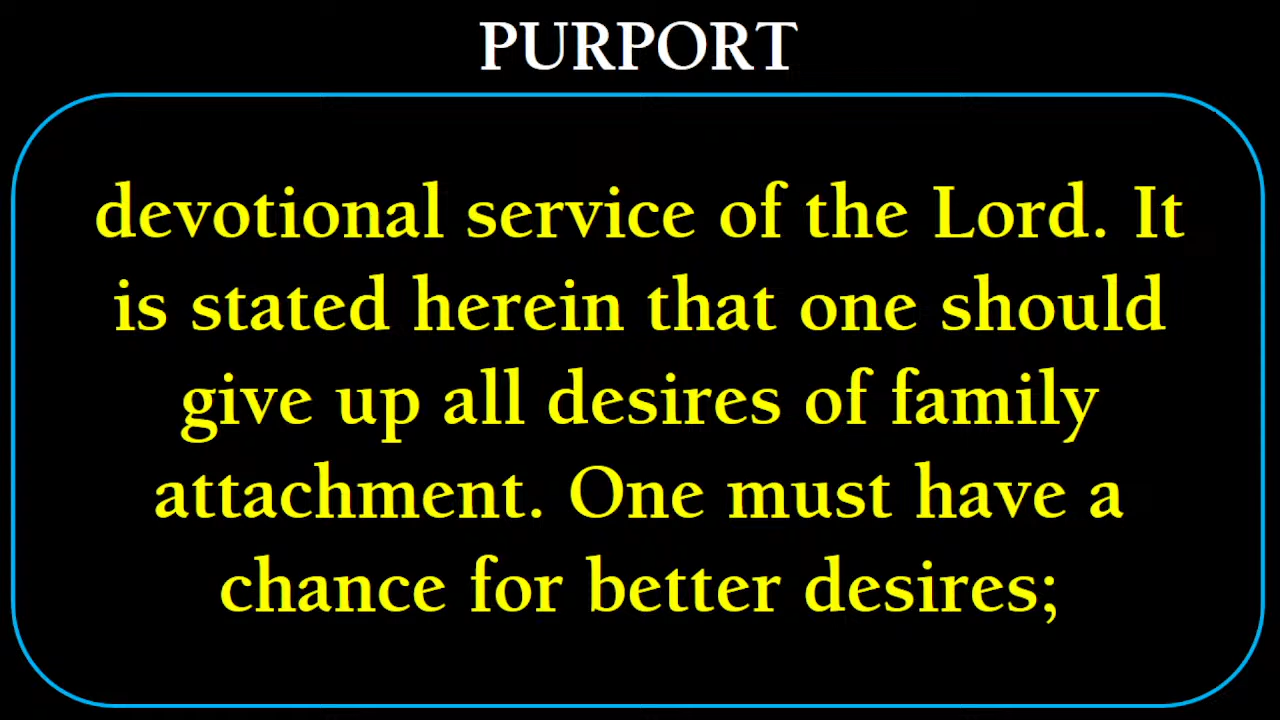 PURPORT
devotional service of the Lord. It
is stated herein that one should
give up all desires of family
attachment. One must have a
chance for better desires;